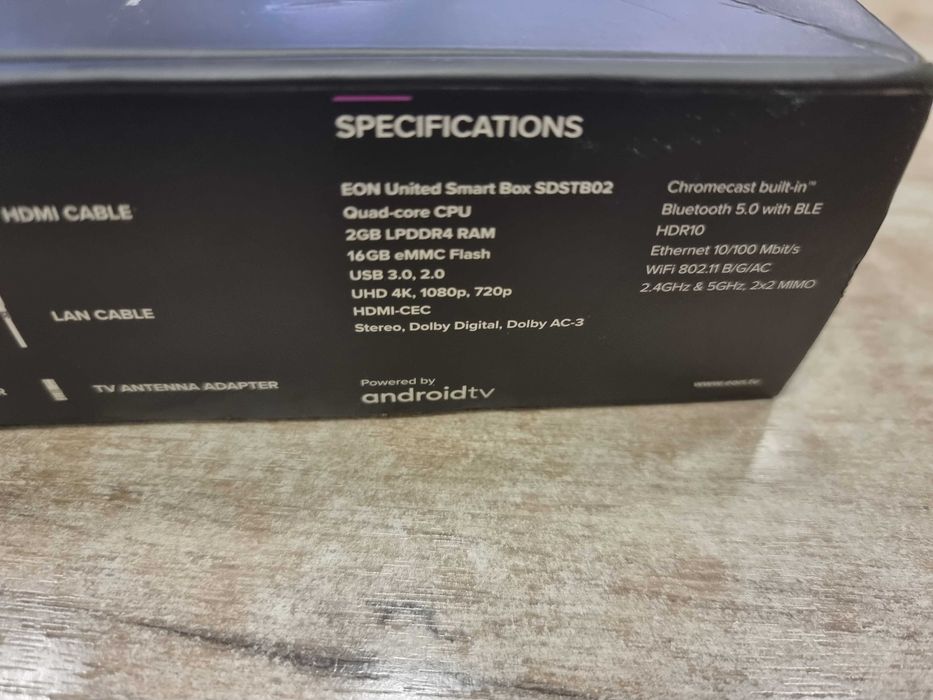 SPECIFICATIONS
HDMI CABLE
LAN CABLE
R
TV ANTENNA ADAPTER
EON United Smart Box SDSTB02
Quad-core CPU
2GB LPDDR4 RAM
16GB eMMC Flash
USB 3.0, 2.0
UHD 4K, 1080p, 720p
HDMI-CEC
Stereo, Dolby Digital, Dolby AC-3
Chromecast built-in™
Bluetooth 5.0 with BLE
HDR10
Ethernet 10/100 Mbit/s
WiFi 802.11 B/G/AC
2.4GHz & 5GHz, 2x2 MIMO
Powered by
androidtv
www.eon.tv